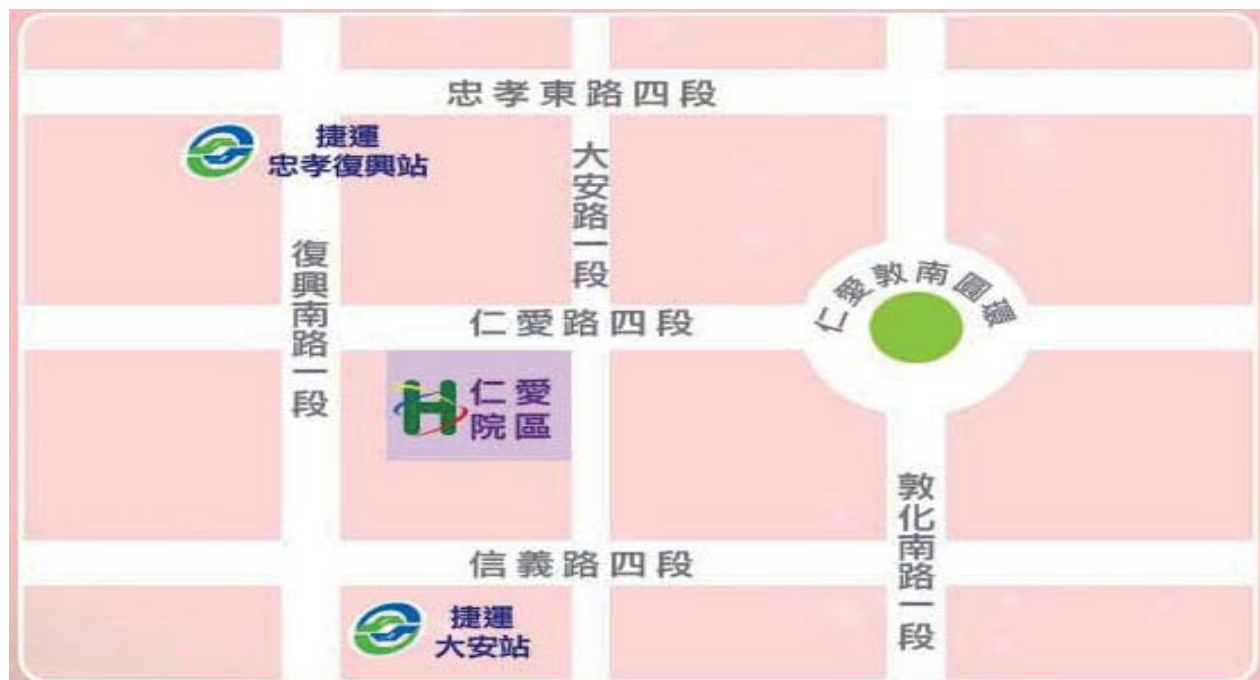 忠孝東路四段
捷運
忠孝復興站
大安路一段
復興南路一段
仁愛敦南圓環
仁愛路四段
仁愛
院區
敦化南路一段
信義路四段
捷運
大安站